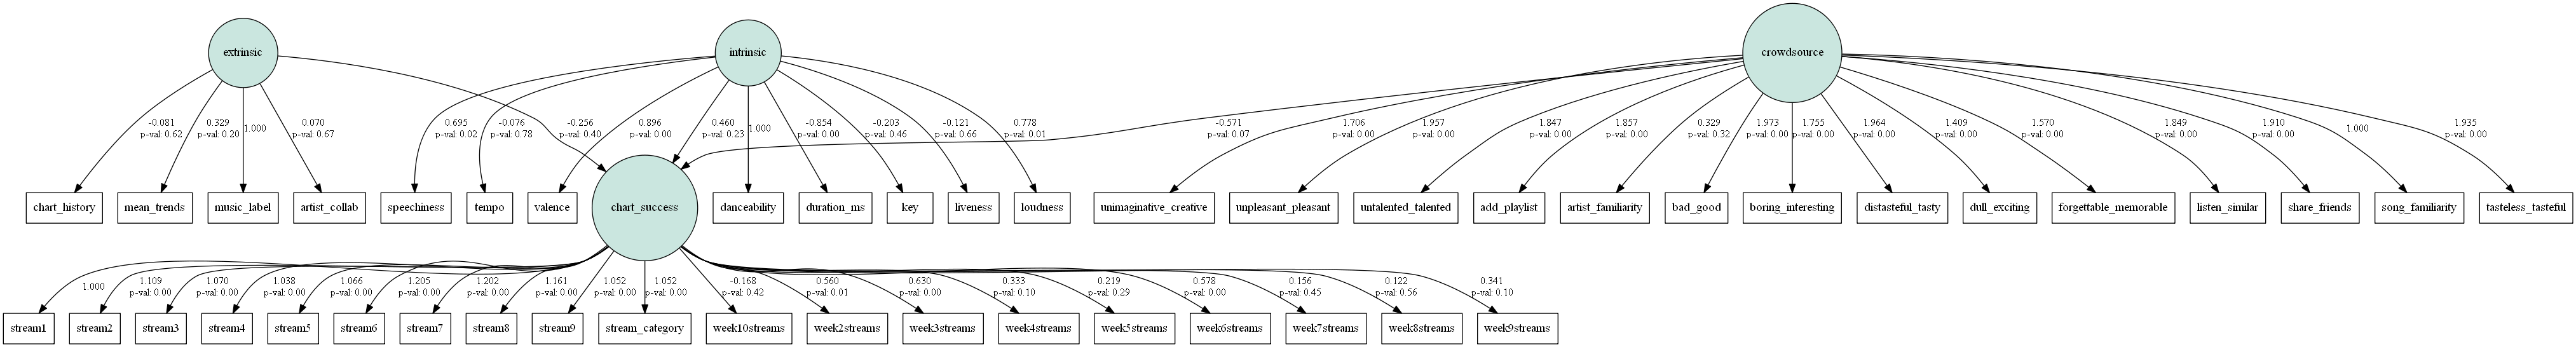 extrinsic
intrinsic
crowdsource
-0.081
p-val: 0.62
0.329
p-val: 0.20
1.000
0.070
p-val: 0.67
-0.256
p-val: 0.40
0.695
p-val: 0.02
-0.076
p-val: 0.78
0.896
p-val: 0.00
0.460
p-val: 0.23
1.000
-0.854
p-val: 0.00
-0.203
p-val: 0.46
-0.121
p-val: 0.66
0.778
p-val: 0.01
-0.571
p-val: 0.07
1.706
p-val: 0.00
1.957
p-val: 0.00
1.847
p-val: 0.00
1.857
p-val: 0.00
0.329
p-val: 0.32
1.973
p-val: 0.00
1.755
p-val: 0.00
1.964
p-val: 0.00
1.409
p-val: 0.00
1.570
p-val: 0.00
1.849
p-val: 0.00
1.910
p-val: 0.00
1.000
1.935
p-val: 0.00
chart_history
mean_trends
music_label
artist_collab
speechiness
tempo
valence
chart_success
danceability
duration_ms
key
liveness
loudness
unimaginative_creative
unpleasant_pleasant
untalented_talented
add_playlist
artist_familiarity
bad_good
boring_interesting
distasteful_tasty
dull_exciting
forgettable_memorable
listen_similar
share_friends
song_familiarity
tasteless_tasteful
1.000
1.109
p-val: 0.00
1.070
p-val: 0.00
1.038
p-val: 0.00
1.066
p-val: 0.00
1.205
p-val: 0.00
1.202
p-val: 0.00
1.161
p-val: 0.00
1.052
p-val: 0.00
1.052
p-val: 0.00
-0.168
p-val: 0.42
0.560
p-val: 0.01
0.630
p-val: 0.00
0.333
p-val: 0.10
0.219
p-val: 0.29
0.578
p-val: 0.00
0.156
p-val: 0.45
0.122
p-val: 0.56
0.341
p-val: 0.10
stream1
stream2
stream3
stream4
stream5
stream6
stream7
stream8
stream9
stream_category
week10streams
week2streams
week3streams
week4streams
week5streams
week6streams
week7streams
week8streams
week9streams